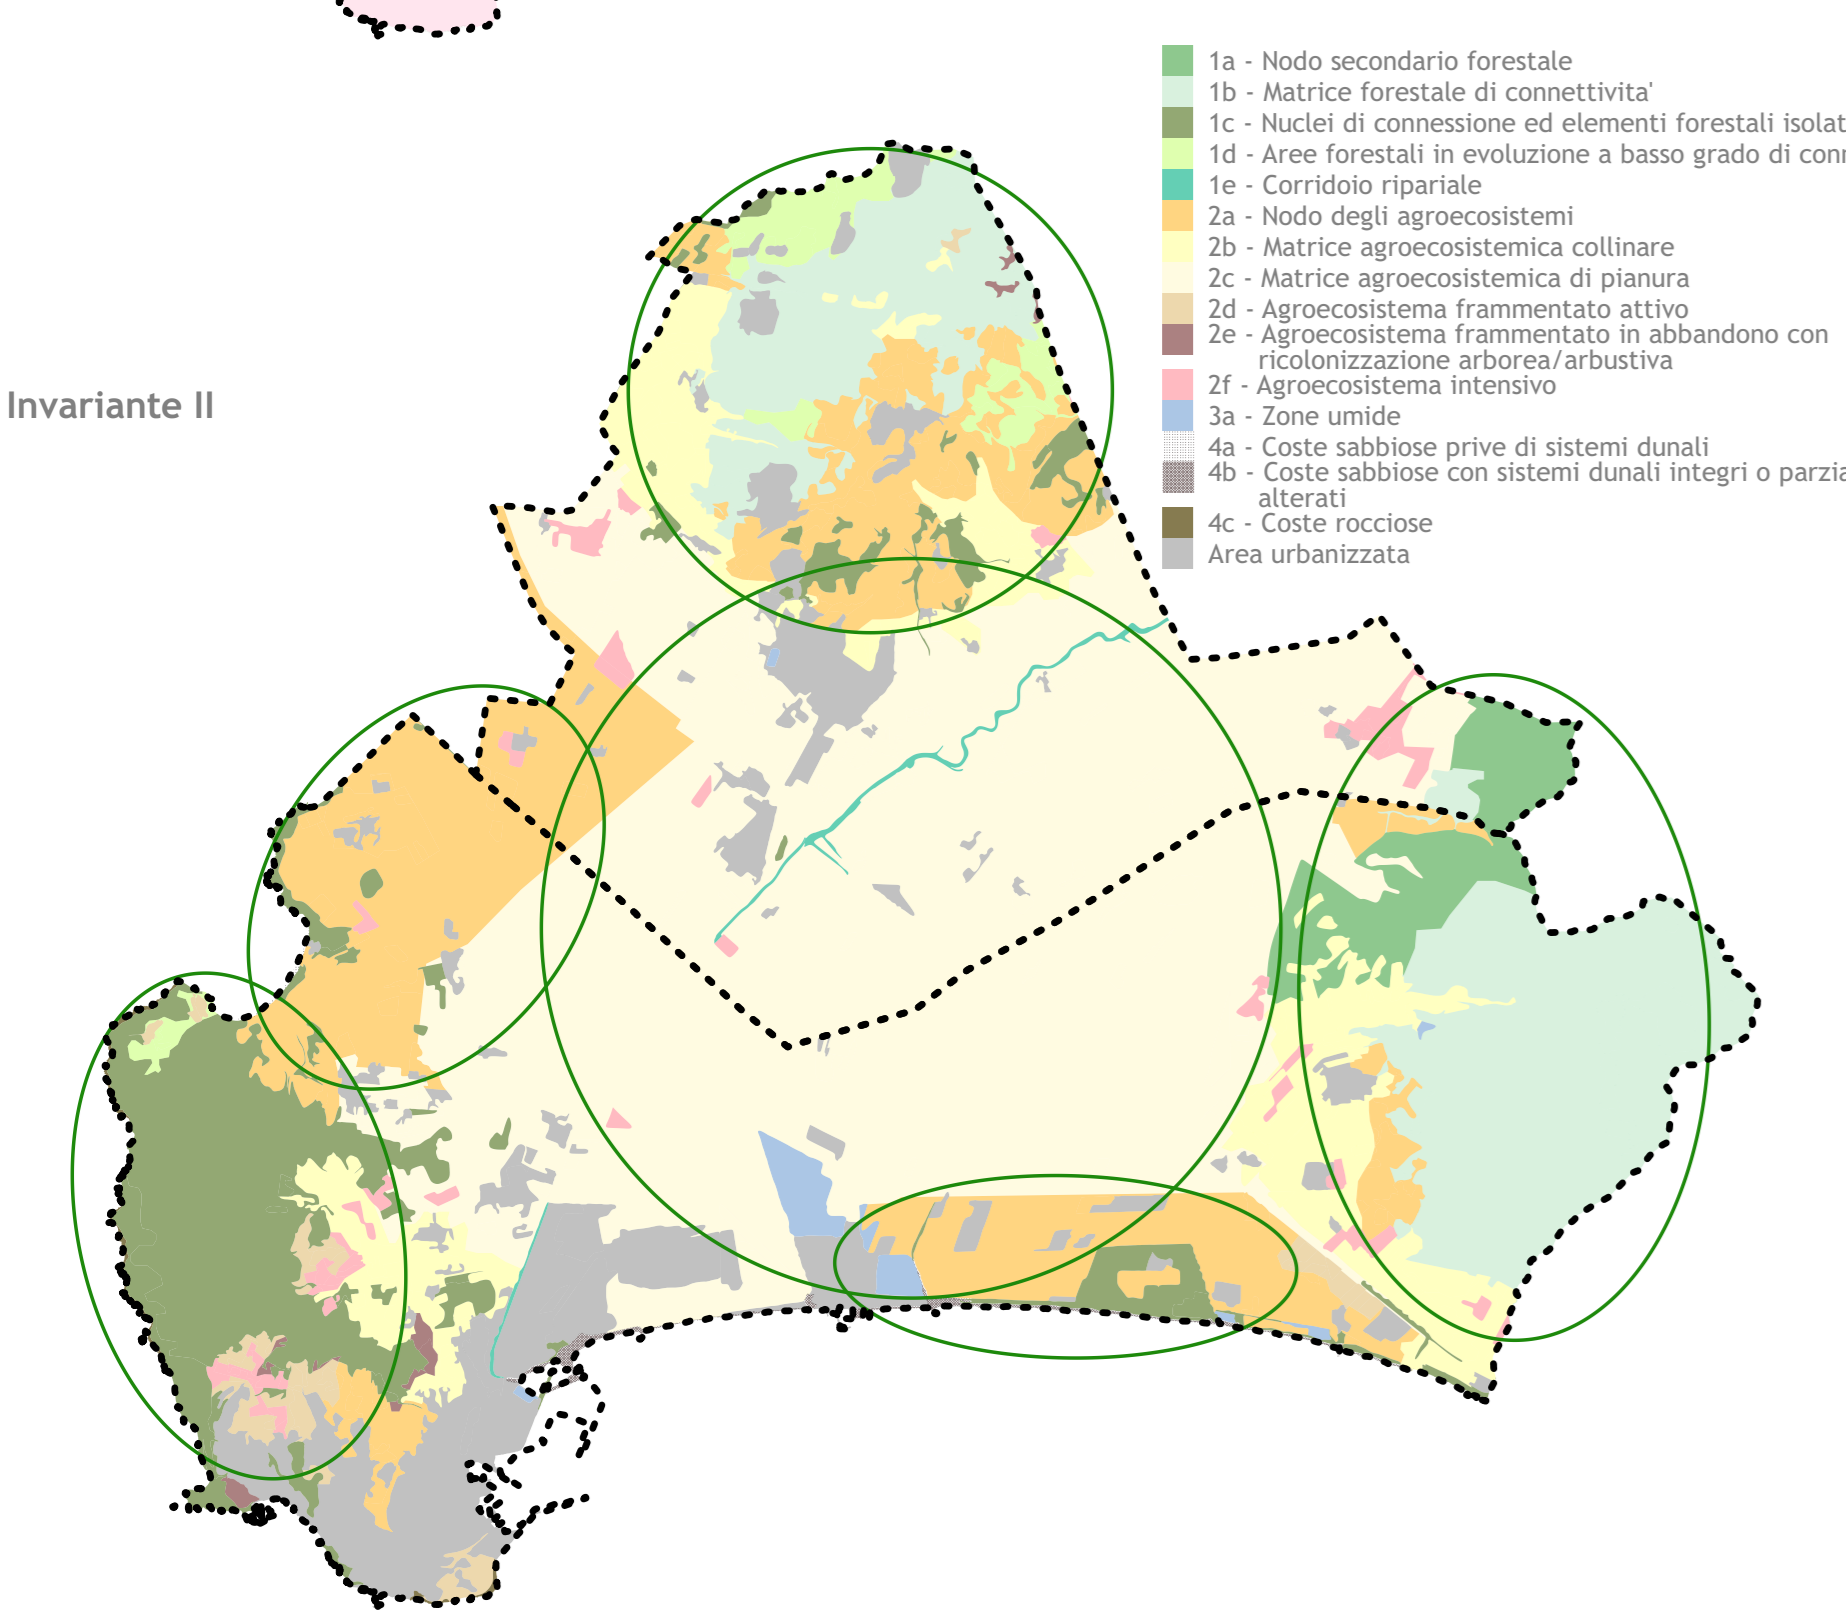 1a - Nodo secondario forestale
1b - Matrice forestale di connettivita'
1c - Nuclei di connessione ed elementi forestali isolat
1d - Aree forestali in evoluzione a basso grado di con
1e - Corridoio ripariale
2a - Nodo degli agroecosistemi
2b - Matrice agroecosistemica collinare
2c - Matrice agroecosistemica di pianura
2d - Agroecosistema frammentato attivo
2e - Agroecosistema frammentato in abbandono con
ricolonizzazione arborea/arbustiva
2f - Agroecosistema intensivo
Invariante II
3a - Zone umide
4a - Coste sabbiose prive di sistemi dunali
4b - Coste sabbiose con sistemi dunali integri o parzia
alterati
4c - Coste rocciose
Area urbanizzata